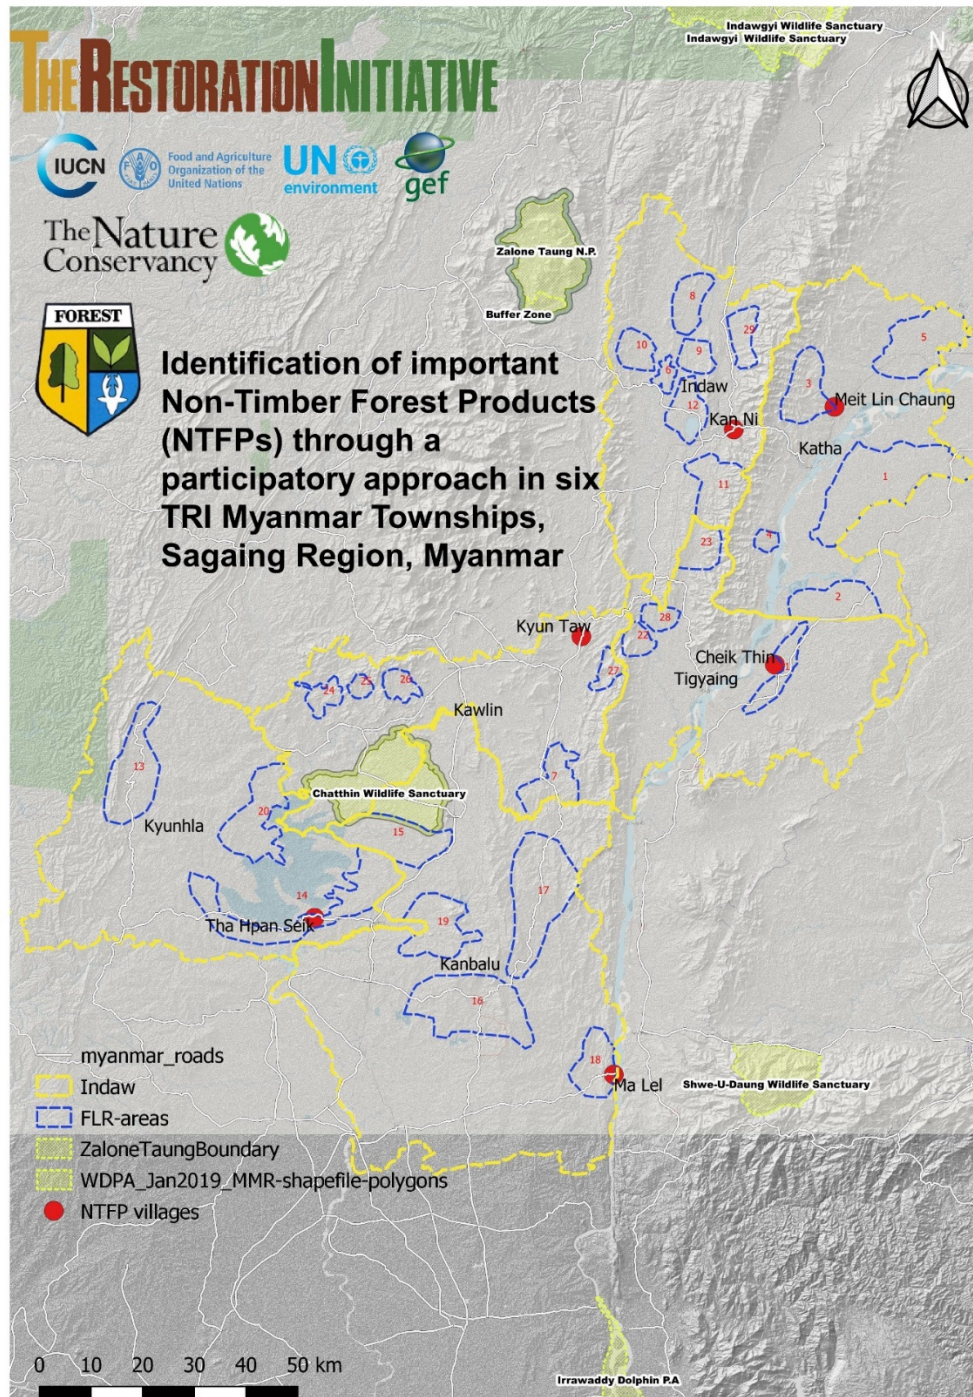 Indawgyi Wildlife Sanctuary
Indawgyi Wildlife Sanctuary
N
THERESTORATIONINITIATIVE
IUCN
FAO
FIAT PANIS
Food and Agriculture
Organization of the
United Nations
UN
environment
gef
The Nature
Conservancy
FOREST
Identification of important
Non-Timber Forest Products
(NTFPs) through a
participatory approach in six
TRI Myanmar Townships,
Sagaing Region, Myanmar
Zalone Taung N.P.
Buffer Zone
8
29
5
10
9
6
3
Indaw
Meit Lin Chaung
12
Kan Ni
Katha
1
11
23
4
2
28
Kyun Taw
22
Cheik Thin
Tigyaing
27
24
25
26
Kawlin
13
7
Chatthin Wildlife Sanctuary
20
Kyunhla
15
17
14
Tha Hpan Seik
19
Kanbalu
16
18
Ma Lel
Shwe-U-Daung Wildlife Sanctuary
myanmar_roads
Indaw
FLR-areas
ZaloneTaungBoundary
WDPA_Jan2019_MMR-shapefile-polygons
NTFP villages
0 10 20 30 40 50 km
Irrawaddy Dolphin P.A